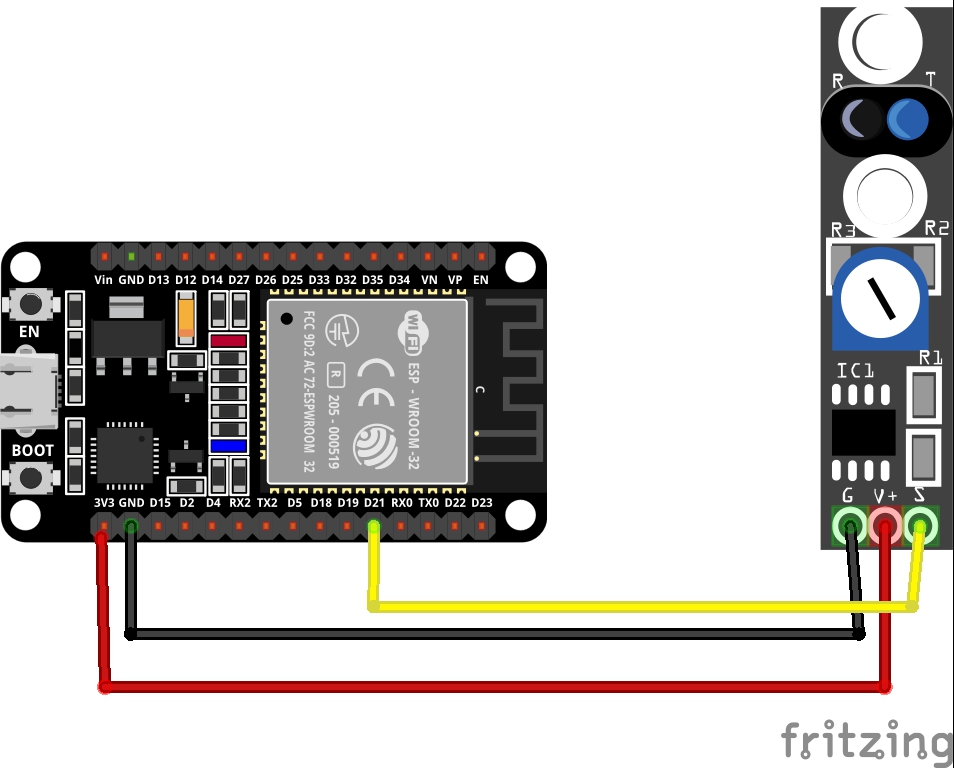 R T
R3 R2
Vin GND D13 D12 D14 D27 D26 D25 D33 D32 D35 D34 VN VP EN
EN
FCC 9D:2 AC 72-ESPWROOM 32
R
205 - 000519
CE
WiFi
ESP - WROOM -32
C
BOOT
3V3 GND D15 D2 D4 RX2 TX2 D5 D18 D19 D21 RX0 TX0 D22 D23
IC1 R1
G V+ S
fritzing